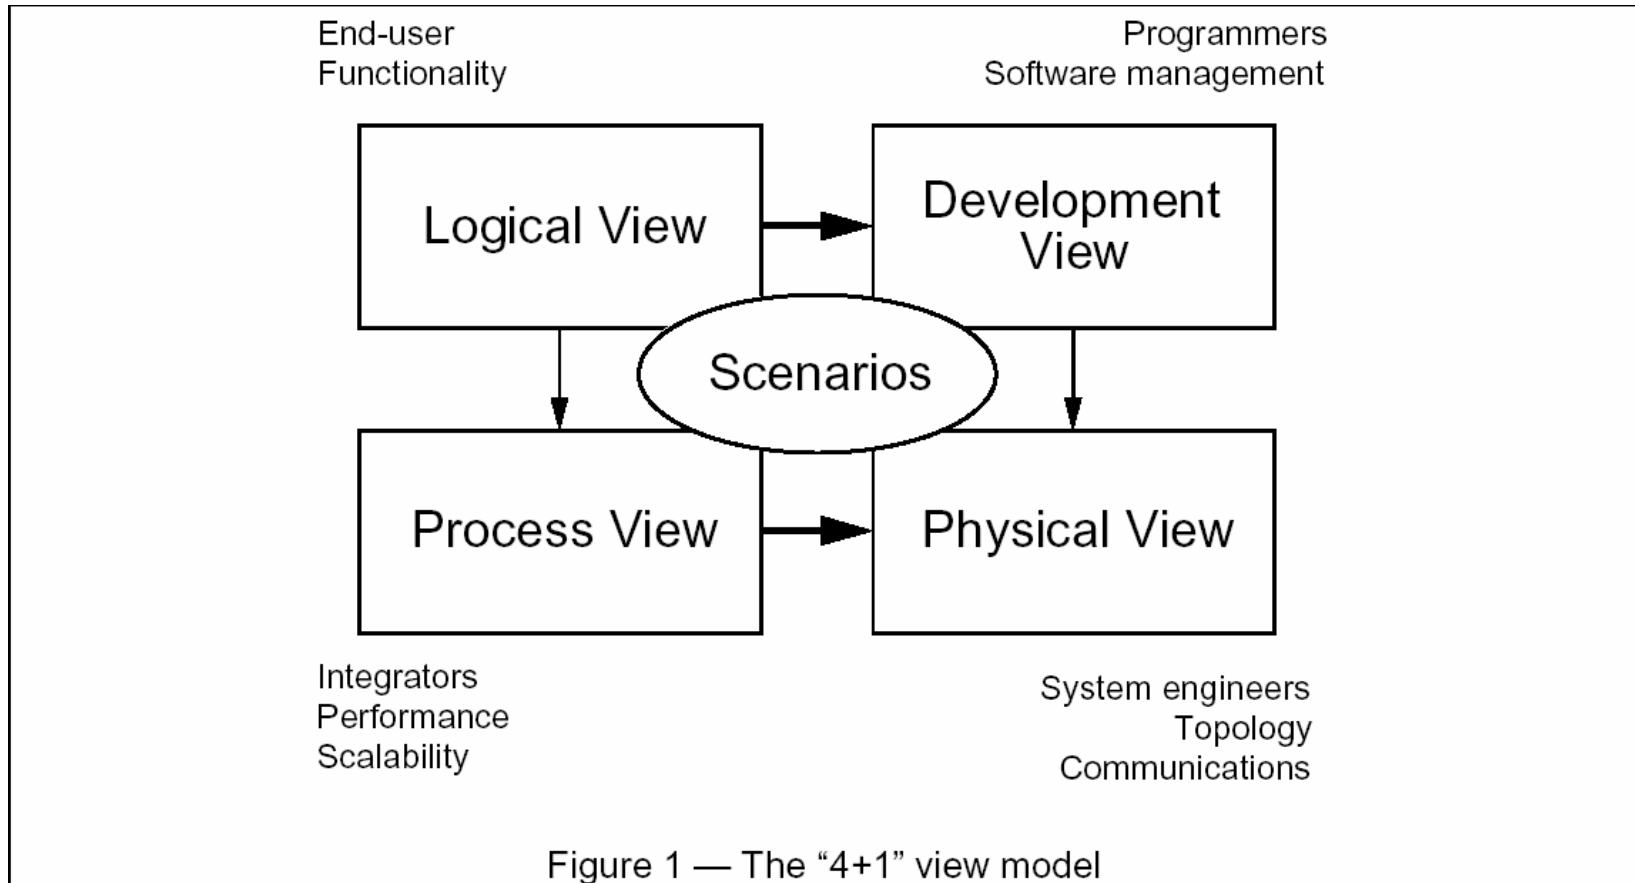 End-user
Functionality
Programmers
Software management
Logical View
Development
View
Scenarios
Process View
Physical View
Integrators
Performance
Scalability
System engineers
Topology
Communications
Figure 1 — The “4+1” view model